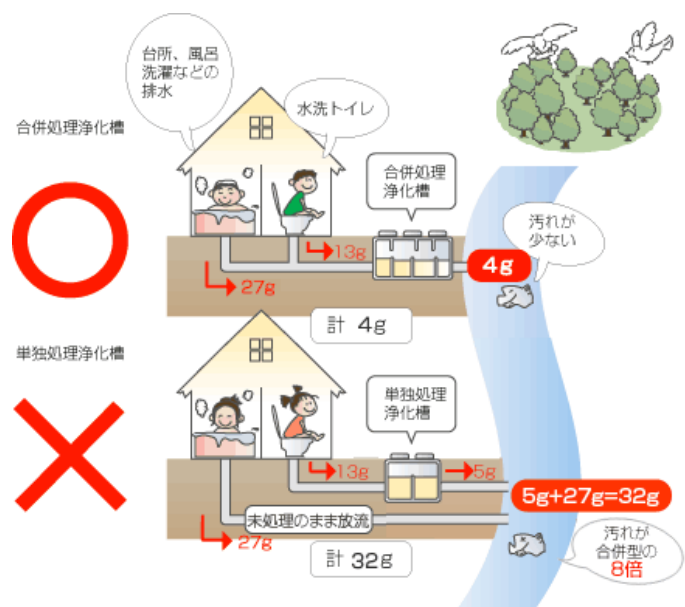 台所、風呂
洗濯などの
排水
水洗トイレ
合併処理浄化槽
合併処理
浄化槽
汚れが
少ない
13g
4g
27g
計 4g
単独処理浄化槽
単独処理
浄化槽
13g
5g
5g+27g=32g
未処理のまま放流
27g
計 32g
汚れが
合併型の
8倍